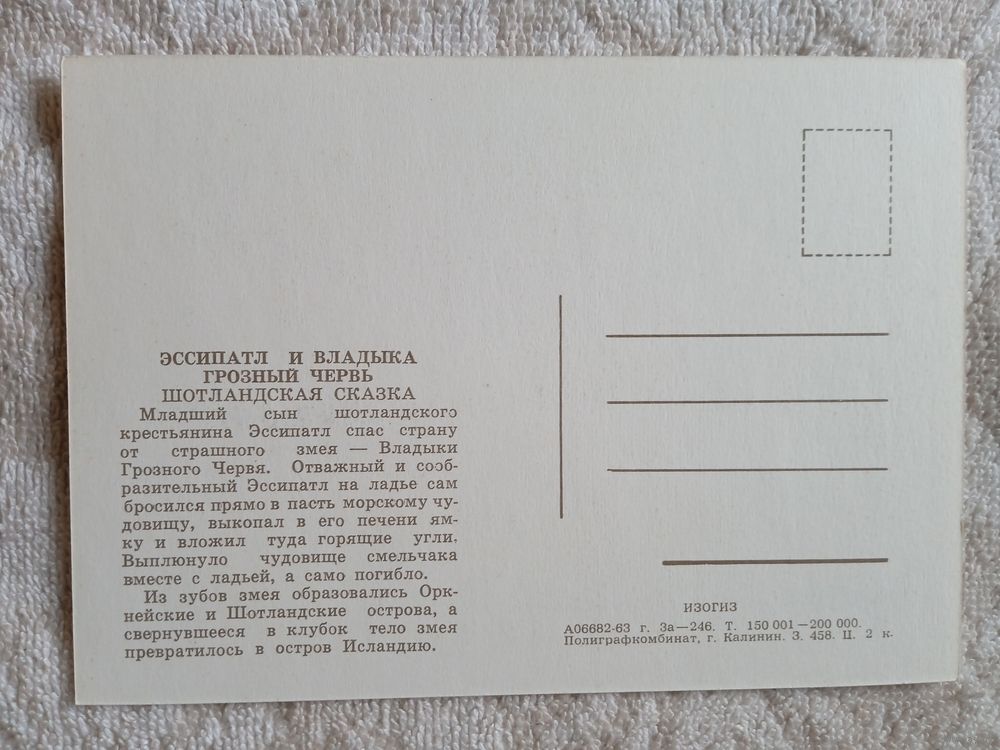 ЭССИПАТЛ И ВЛАДЫКА
ГРОЗНЫЙ ЧЕРВЬ
ШОТЛАНДСКАЯ СКАЗКА
Младший сын шотландского
крестьянина Эссипатл спас страну
от страшного змея — Владыки
Грозного Червя. Отважный и сооб-
разительный Эссипатл на ладье сам
бросился прямо в пасть морскому чу-
довищу, выкопал в его печени ям-
ку и вложил туда горящие угли.
Выплюнуло чудовище смельчака
вместе с ладьей, а само погибло.
Из зубов змея образовались Орк-
нейские и Шотландские острова, а
свернувшееся в клубок тело змея
превратилось в остров Исландию.
ИЗОГИЗ
А06682-63 г. За—246. Т. 150 001—200 000.
Полиграфкомбинат, г. Калинин. З. 458. Ц. 2 к.